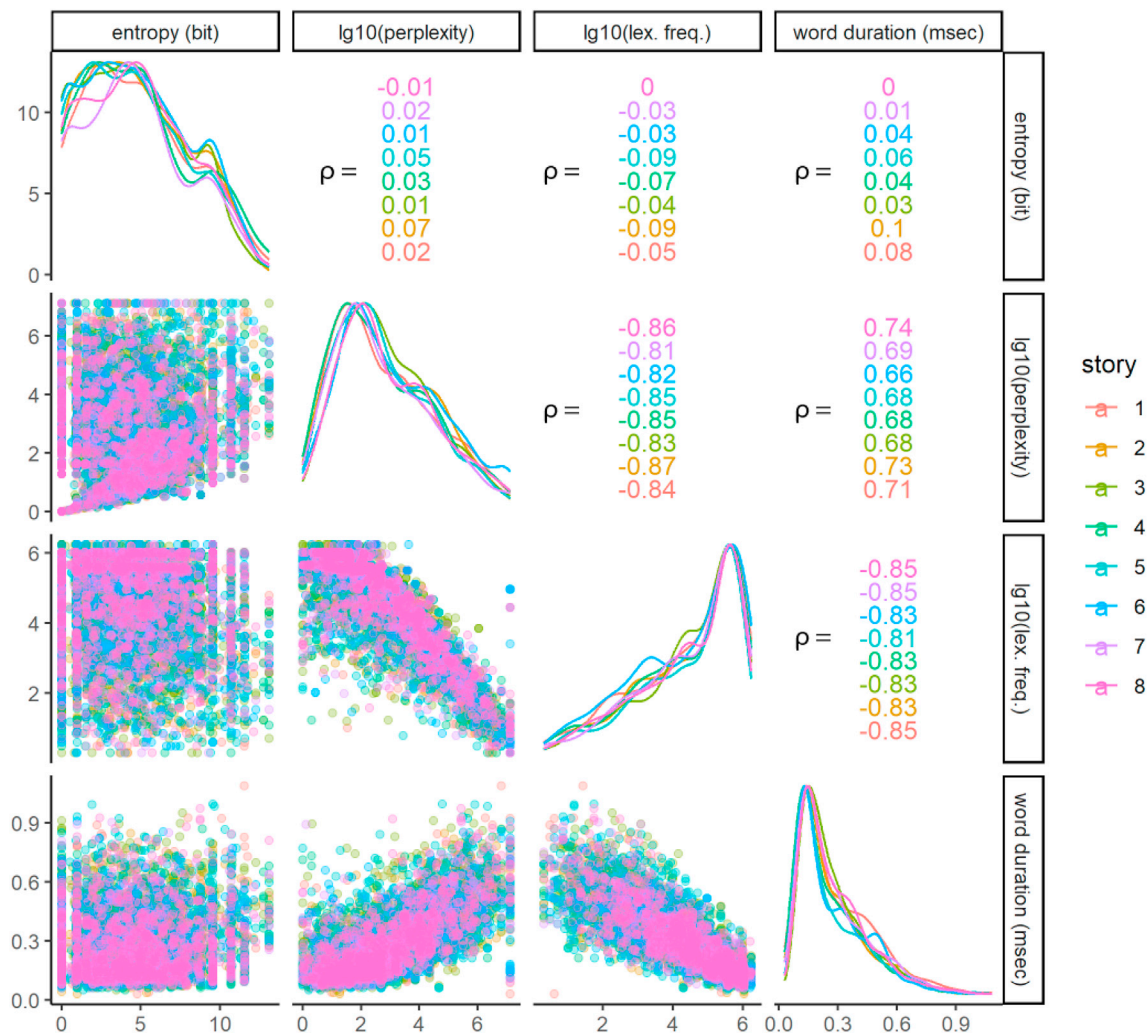 entropy (bit) lg10(perplexity) lg10(lex. freq.) word duration (msec)
10
5
0
ρ =
-0.01
0.02
0.01
0.05
0.03
0.01
0.07
0.02
ρ =
0
-0.03
-0.03
-0.09
-0.07
-0.04
-0.09
-0.05
ρ =
0
0.01
0.04
0.06
0.04
0.03
0.1
0.08
entropy (bit)
6
4
2
0
ρ =
-0.86
-0.81
-0.82
-0.85
-0.85
-0.83
-0.87
-0.84
ρ =
0.74
0.69
0.66
0.68
0.68
0.68
0.73
0.71
lg10(perplexity)
6
4
2
ρ =
-0.85
-0.85
-0.83
-0.81
-0.83
-0.83
-0.83
-0.85
lg10(lex. freq.)
0.9
0.6
0.3
0.0
word duration (msec)
0 5 10
0 2 4 6
2 4 6
0.0 0.3 0.6 0.9
story
a 1
a 2
a 3
a 4
a 5
a 6
a 7
a 8